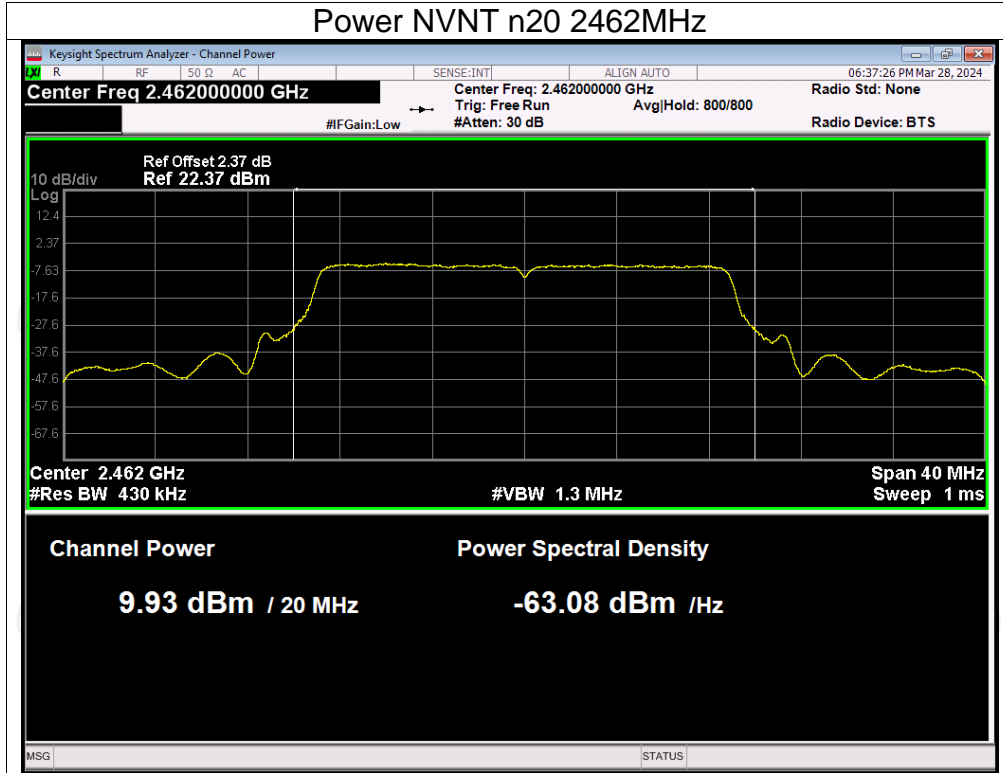 Power NVNT n20 2462MHz
Keysight Spectrum Analyzer - Channel Power
LXI R RF 50 Ω AC SENSE:INT ALIGN AUTO 06:37:26 PM Mar 28, 2024
Center Freq 2.462000000 GHz Center Freq: 2.462000000 GHz Radio Std: None
Trig: Free Run Avg|Hold: 800/800
#IFGain:Low #Atten: 30 dB Radio Device: BTS
Ref Offset 2.37 dB
10 dB/div Ref 22.37 dBm
Log
12.4
2.37
-7.63
-17.6
-27.6
-37.6
-47.6
-57.6
-67.6
Center 2.462 GHz Span 40 MHz
#Res BW 430 kHz #VBW 1.3 MHz Sweep 1 ms
Channel Power Power Spectral Density
9.93 dBm / 20 MHz -63.08 dBm /Hz
MSG STATUS